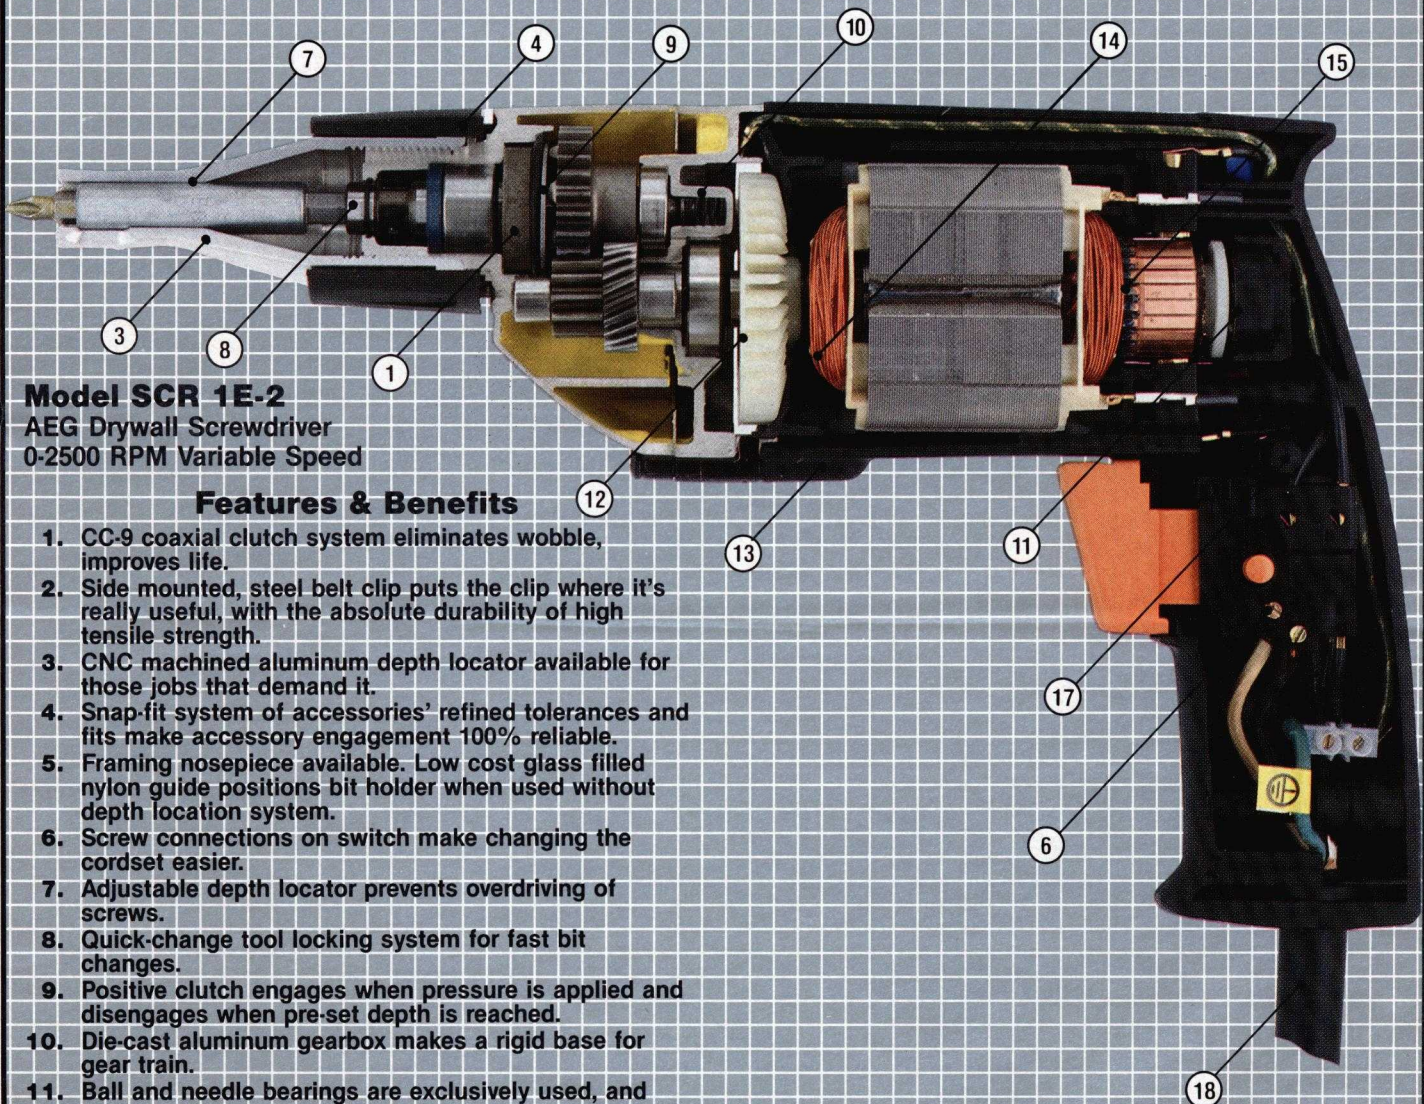 7
4
9
10
14
15
3
8
1
12
13
11
17
6
18
Model SCR 1E-2
AEG Drywall Screwdriver
0-2500 RPM Variable Speed
Features & Benefits
1. CC-9 coaxial clutch system eliminates wobble,
improves life.
2. Side mounted, steel belt clip puts the clip where it's
really useful, with the absolute durability of high
tensile strength.
3. CNC machined aluminum depth locator available for
those jobs that demand it.
4. Snap-fit system of accessories' refined tolerances and
fits make accessory engagement 100% reliable.
5. Framing nosepiece available. Low cost glass filled
nylon guide positions bit holder when used without
depth location system.
6. Screw connections on switch make changing the
cordset easier.
7. Adjustable depth locator prevents overdriving of
screws.
8. Quick-change tool locking system for fast bit
changes.
9. Positive clutch engages when pressure is applied and
disengages when pre-set depth is reached.
10. Die-cast aluminum gearbox makes a rigid base for
gear train.
11. Ball and needle bearings are exclusively used, and